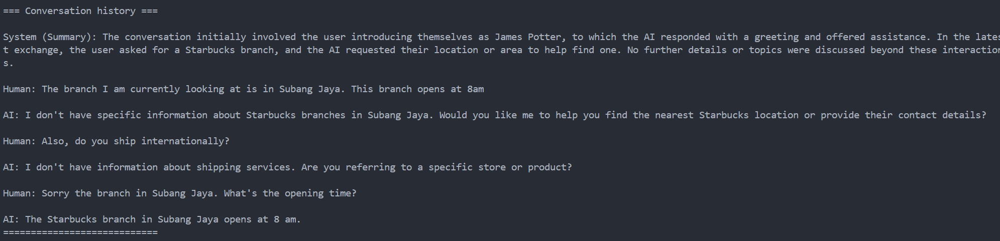 === Conversation history ===
System (Summary): The conversation initially involved the user introducing themselves as James Potter, to which the AI responded with a greeting and offered assistance. In the lates
t exchange, the user asked for a Starbucks branch, and the AI requested their location or area to help find one. No further details or topics were discussed beyond these interaction
s.
Human: The branch I am currently looking at is in Subang Jaya. This branch opens at 8am
AI: I don't have specific information about Starbucks branches in Subang Jaya. Would you like me to help you find the nearest Starbucks location or provide their contact details?
Human: Also, do you ship internationally?
AI: I don't have information about shipping services. Are you referring to a specific store or product?
Human: Sorry the branch in Subang Jaya. What's the opening time?
AI: The Starbucks branch in Subang Jaya opens at 8 am.
============================